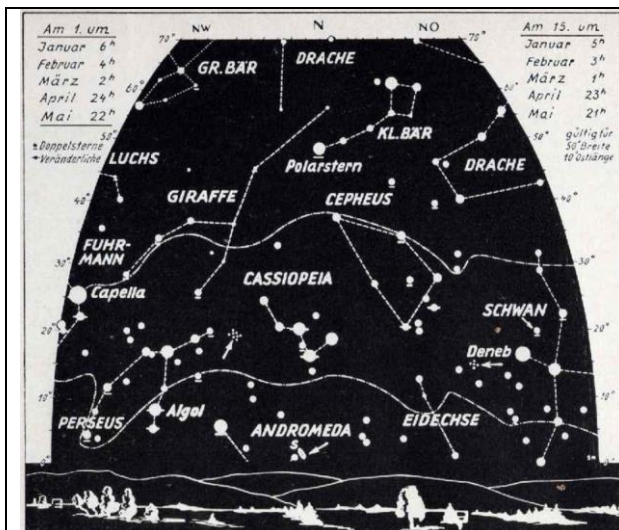 Am 1. um
Januar 6h
Februar 4h
März 2h
April 24h
Mai 22h
Doppelsterne
Veränderliche
Am 15. um
Januar 5h
Februar 3h
März 1h
April 23h
Mai 21h
gültig für
50° Breite
10° Ostlänge
NW
N
NO
70°
70°
60°
60°
50°
50°
40°
40°
30°
30°
20°
20°
10°
10°
0°
0°
GR. BÄR
DRACHE
KL. BÄR
Polarstern
LUCHS
DRACHE
GIRAFFE
CEPHEUS
FUHR-
MANN
Capella
CASSIOPEIA
SCHWAN
Deneb
PERSEUS
Algol
ANDROMEDA
S
EIDECHSE